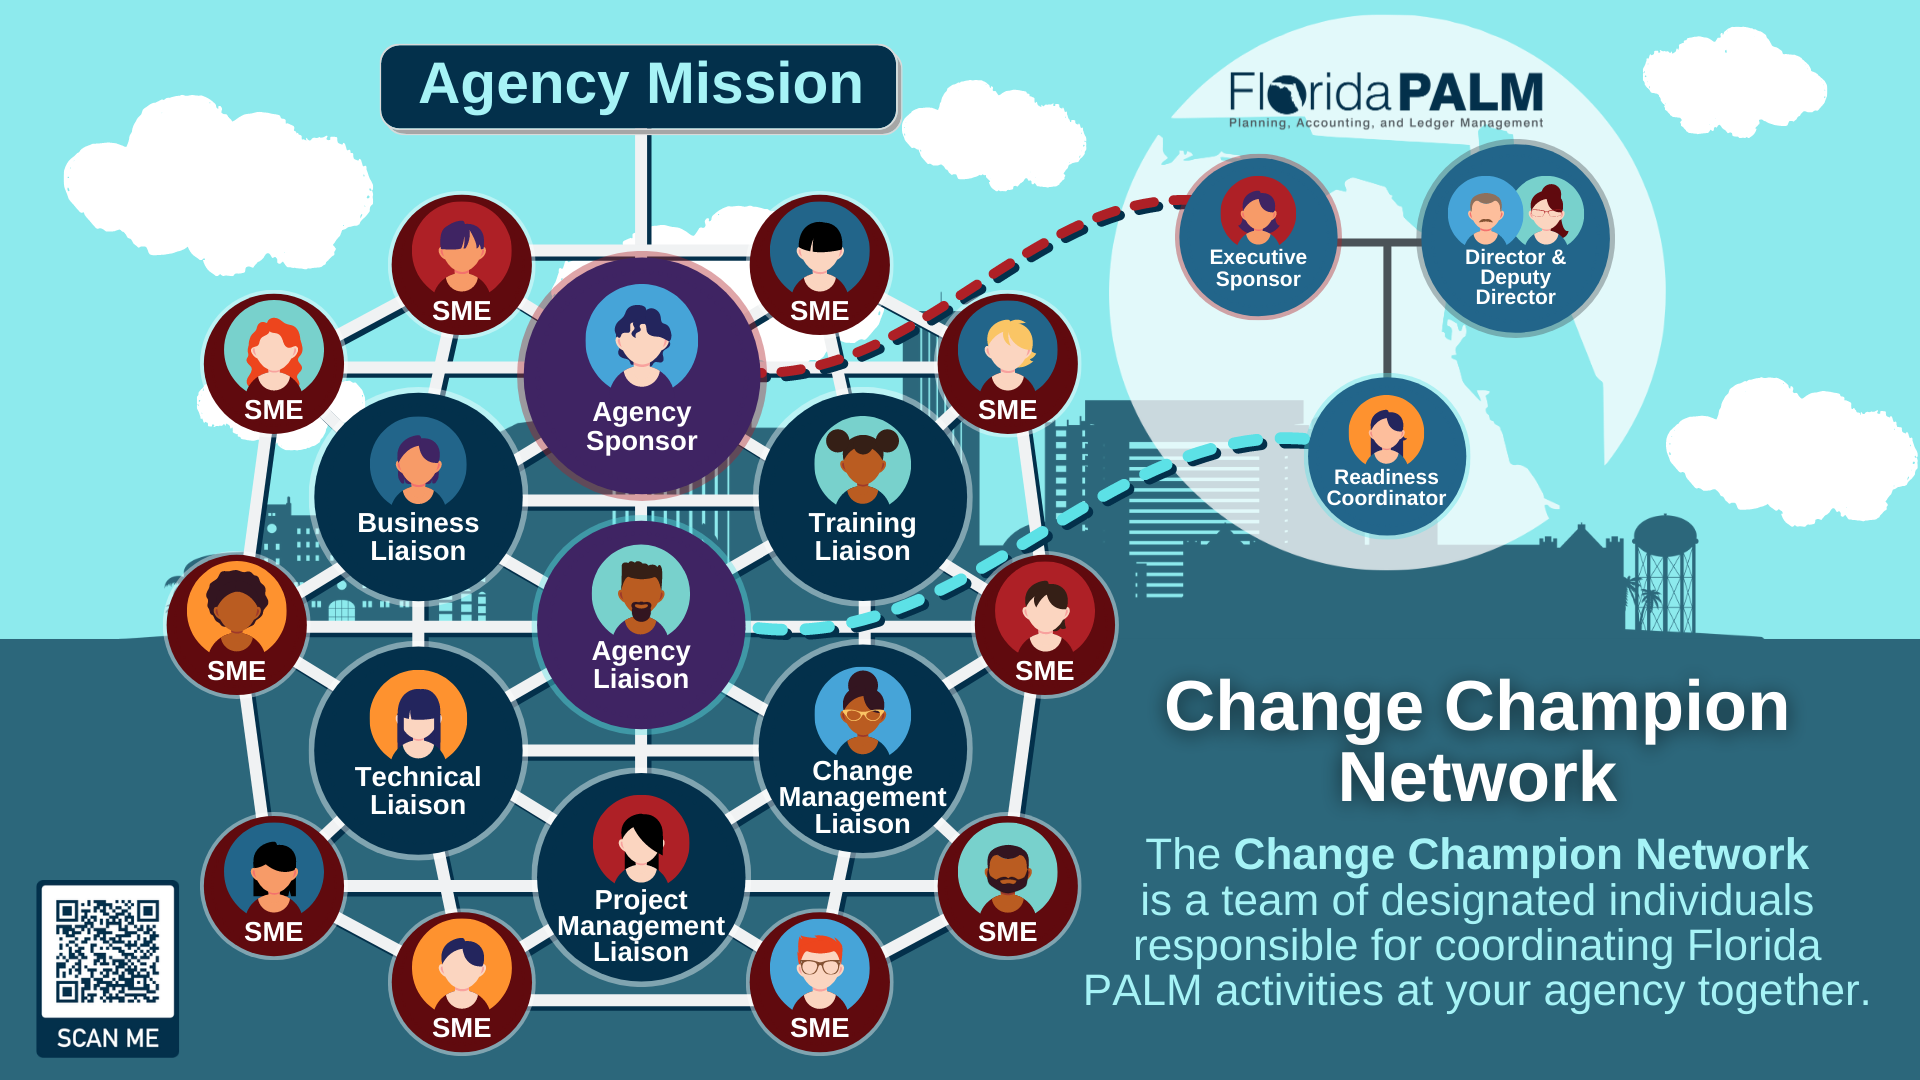 Agency Mission
Florida PALM
Planning, Accounting, and Ledger Management
Executive
Sponsor
Director &
Deputy
Director
Readiness
Coordinator
SME
SME
SME
SME
Agency
Sponsor
Business
Liaison
Training
Liaison
SME
Agency
Liaison
SME
Technical
Liaison
Change
Management
Liaison
Project
Management
Liaison
SME
SME
SME
SME
Change Champion
Network
The Change Champion Network
is a team of designated individuals
responsible for coordinating Florida
PALM activities at your agency together.
SCAN ME